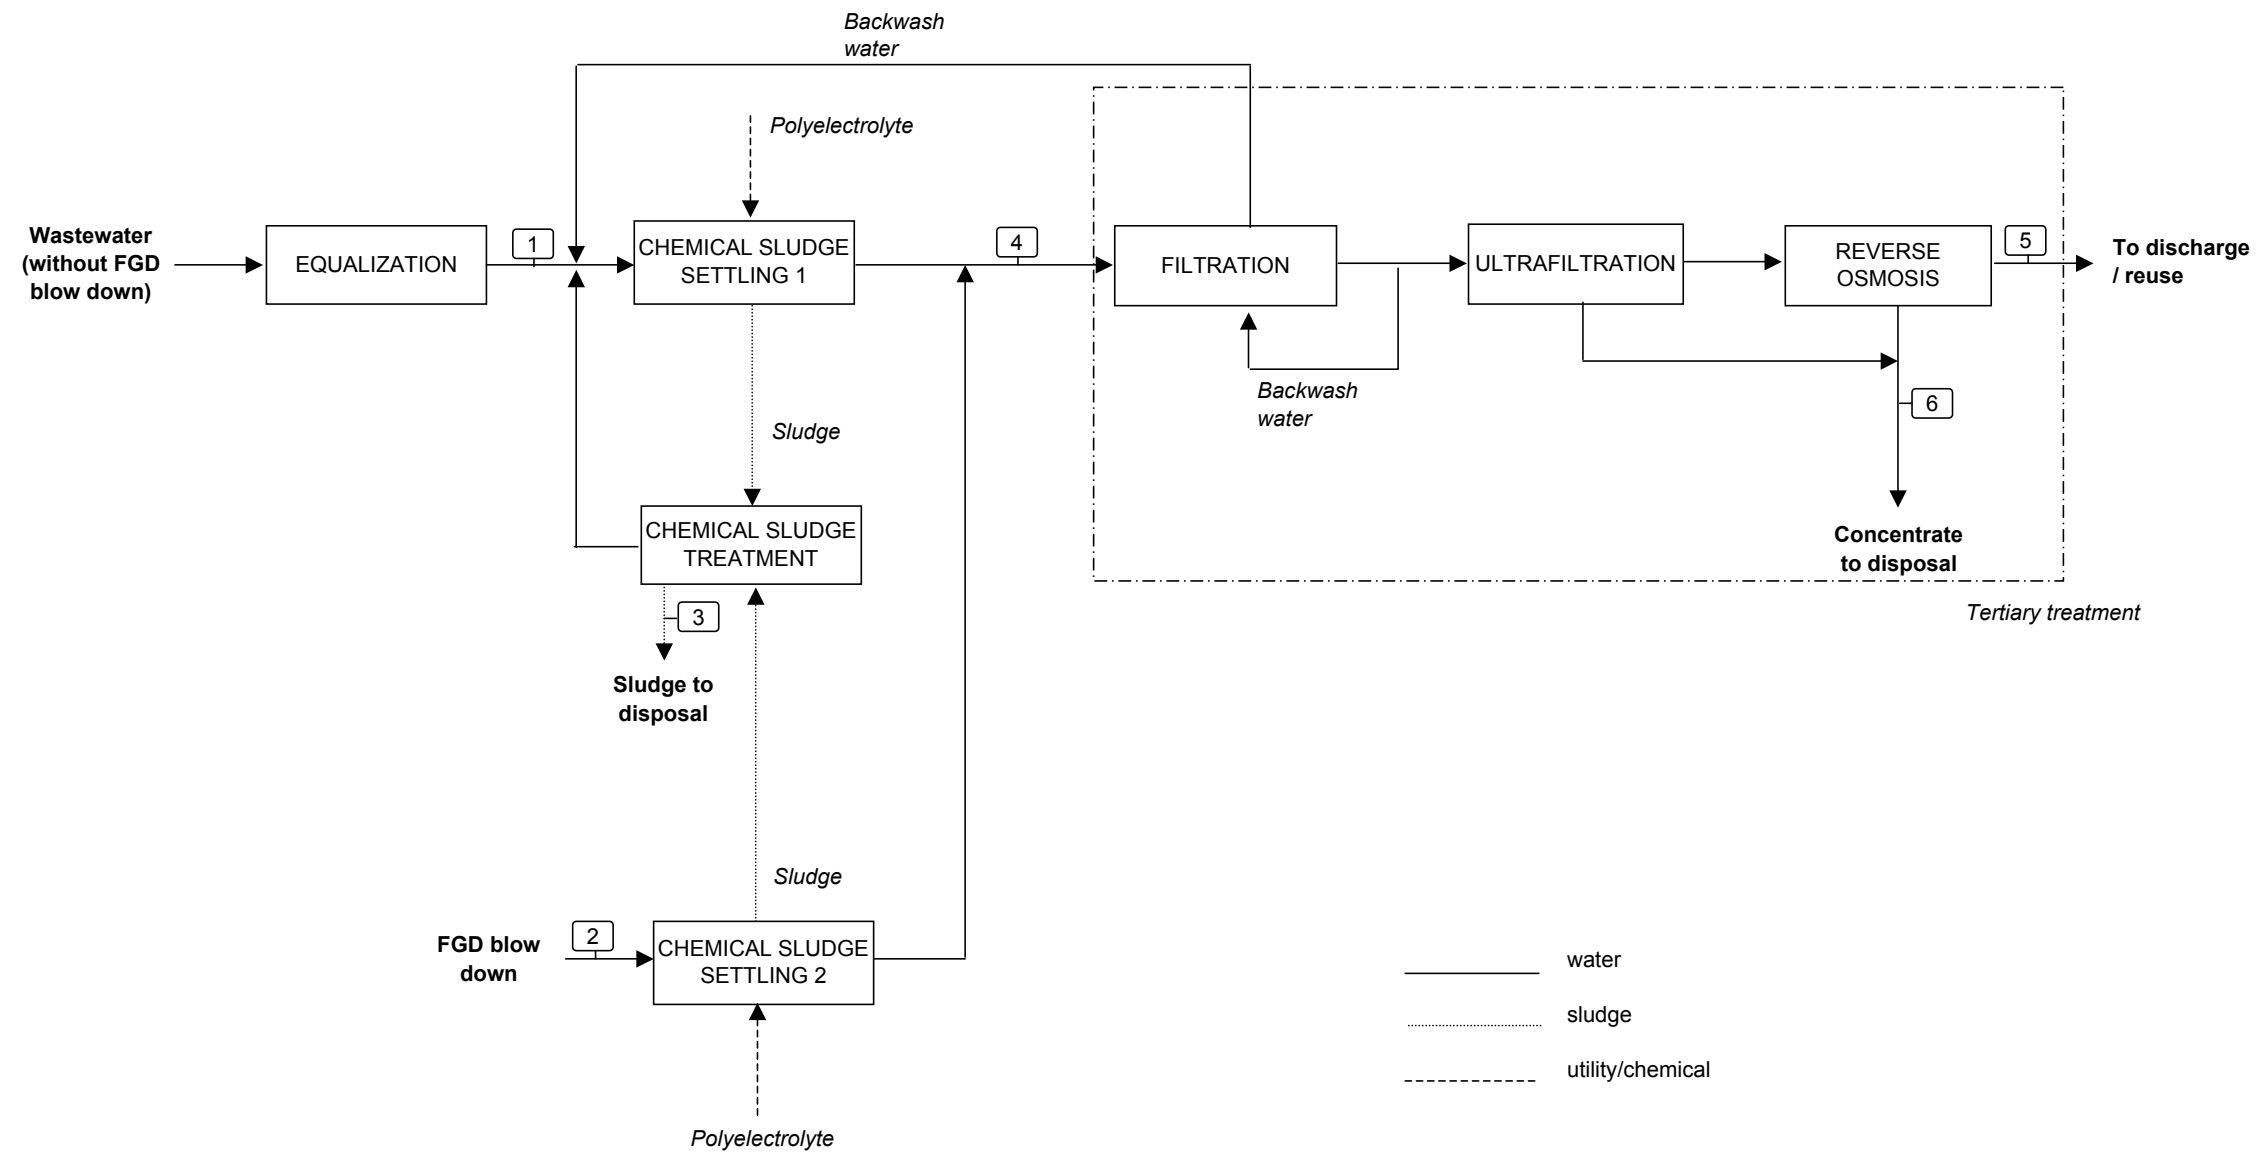 Backwash
water
Polyelectrolyte
Wastewater
(without FGD
blow down)
EQUALIZATION
1
CHEMICAL SLUDGE
SETTLING 1
4
FILTRATION
ULTRAFILTRATION
REVERSE
OSMOSIS
5
To discharge
/ reuse
Backwash
water
6
Sludge
Concentrate
to disposal
CHEMICAL SLUDGE
TREATMENT
3
Tertiary treatment
Sludge to
disposal
Sludge
FGD blow
down
2
CHEMICAL SLUDGE
SETTLING 2
Polyelectrolyte
water
sludge
utility/chemical